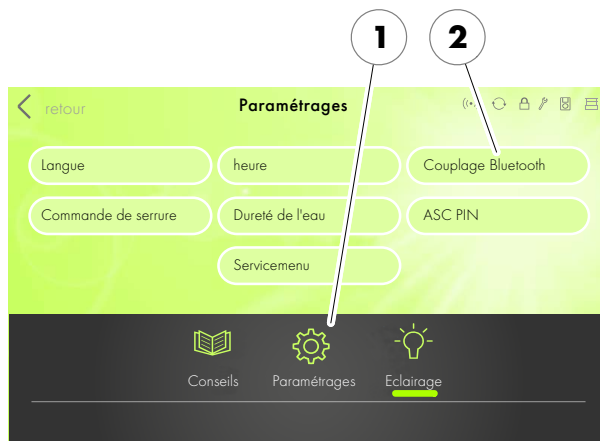 1 2
retour Paramétrages
Langue heure Couplage Bluetooth
Commande de serrure Dureté de l'eau ASC PIN
Servicemenu
Conseils Paramétrages Eclairage